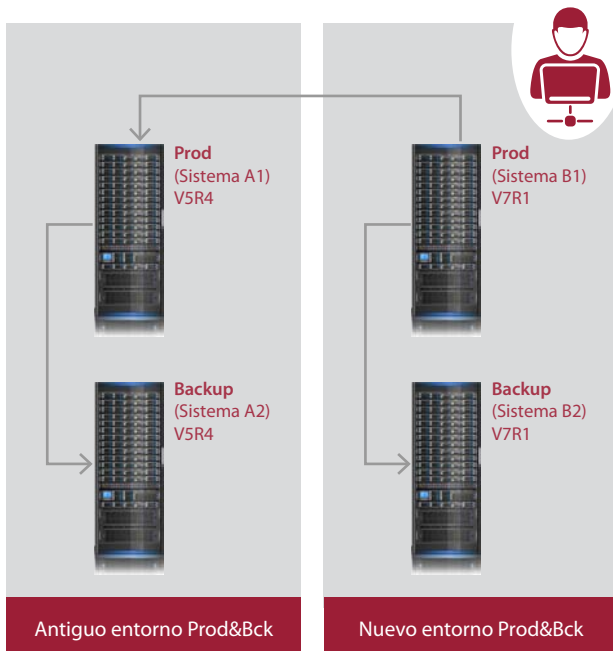 Prod
(Sistema A1)
V5R4
Prod
(Sistema B1)
V7R1
Backup
(Sistema A2)
V5R4
Backup
(Sistema B2)
V7R1
Antiguo entorno Prod&Bck
Nuevo entorno Prod&Bck